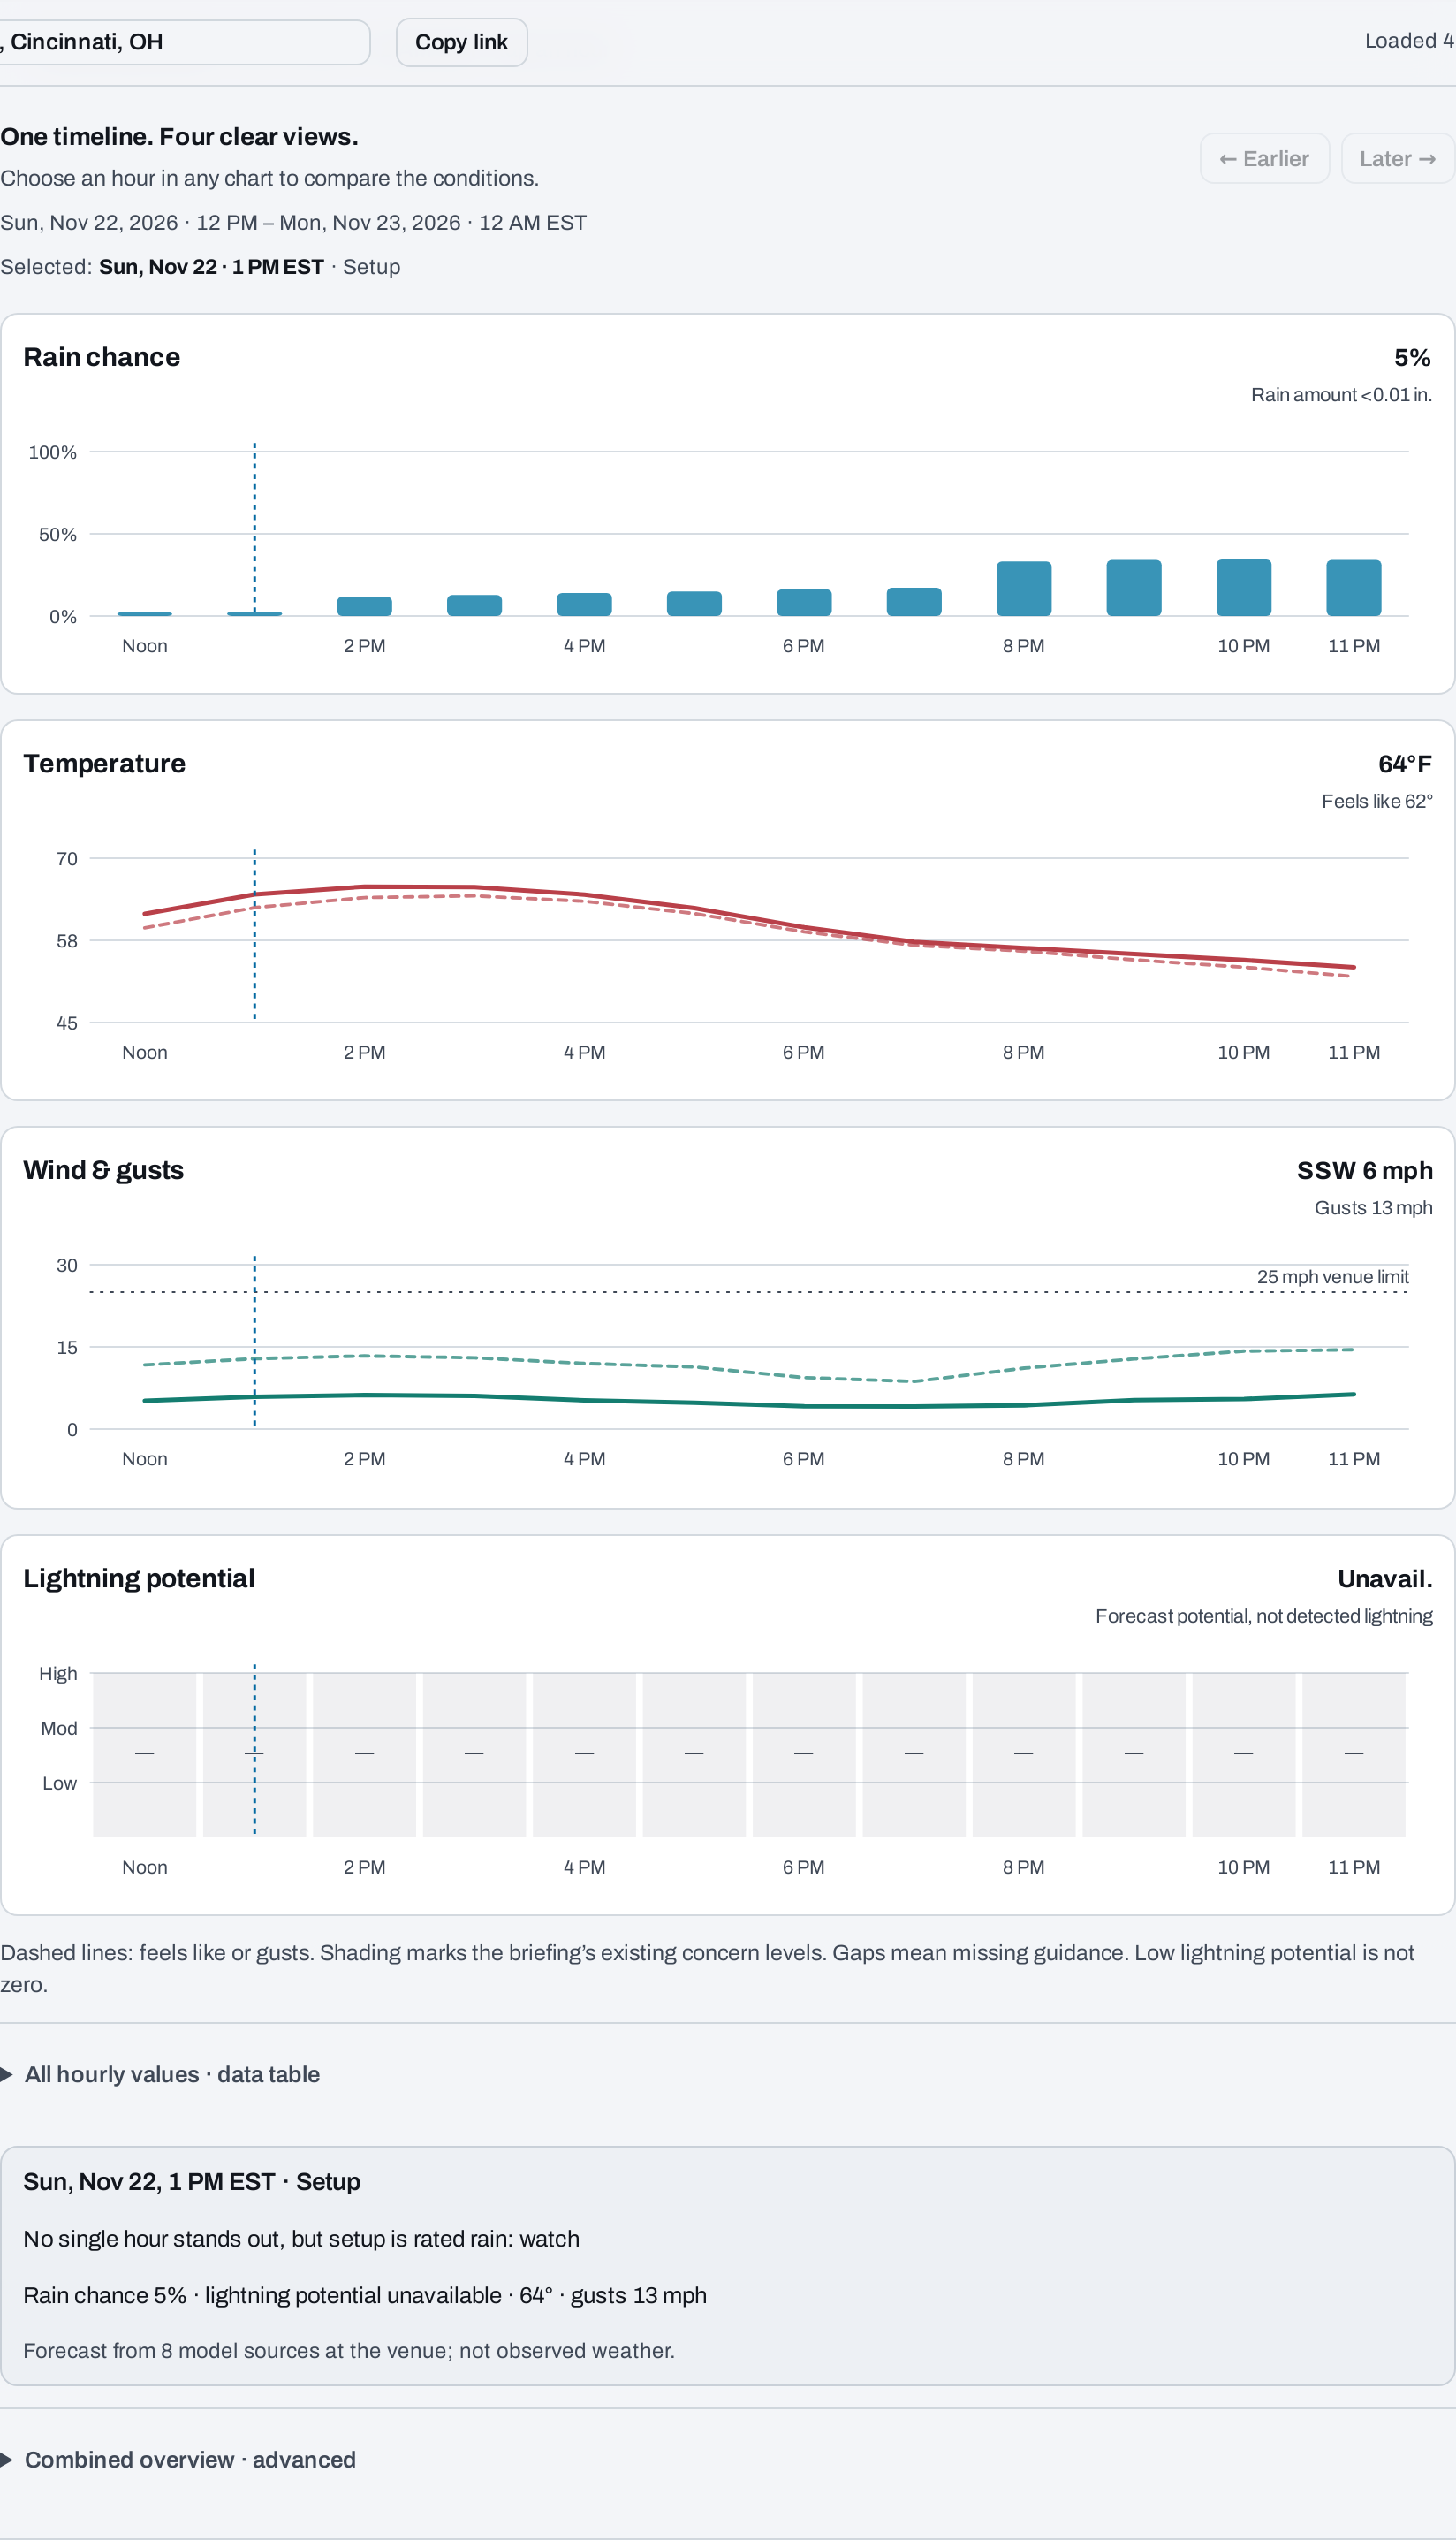 , Cincinnati, OH
Copy link
Loaded 4
One timeline. Four clear views.
Choose an hour in any chart to compare the conditions.
Sun, Nov 22, 2026 · 12 PM – Mon, Nov 23, 2026 · 12 AM EST
Selected: Sun, Nov 22 · 1 PM EST · Setup
← Earlier
Later →
Rain chance
5%
Rain amount <0.01 in.
100%
50%
0%
Noon 2 PM 4 PM 6 PM 8 PM 10 PM 11 PM
Temperature
64°F
Feels like 62°
70
58
45
Noon 2 PM 4 PM 6 PM 8 PM 10 PM 11 PM
Wind & gusts
SSW 6 mph
Gusts 13 mph
30
25 mph venue limit
15
0
Noon 2 PM 4 PM 6 PM 8 PM 10 PM 11 PM
Lightning potential
Unavail.
Forecast potential, not detected lightning
High
Mod
— — — — — — — — — — — —
Low
Noon 2 PM 4 PM 6 PM 8 PM 10 PM 11 PM
Dashed lines: feels like or gusts. Shading marks the briefing’s existing concern levels. Gaps mean missing guidance. Low lightning potential is not
zero.
▶ All hourly values · data table
Sun, Nov 22, 1 PM EST · Setup
No single hour stands out, but setup is rated rain: watch
Rain chance 5% · lightning potential unavailable · 64° · gusts 13 mph
Forecast from 8 model sources at the venue; not observed weather.
▶ Combined overview · advanced